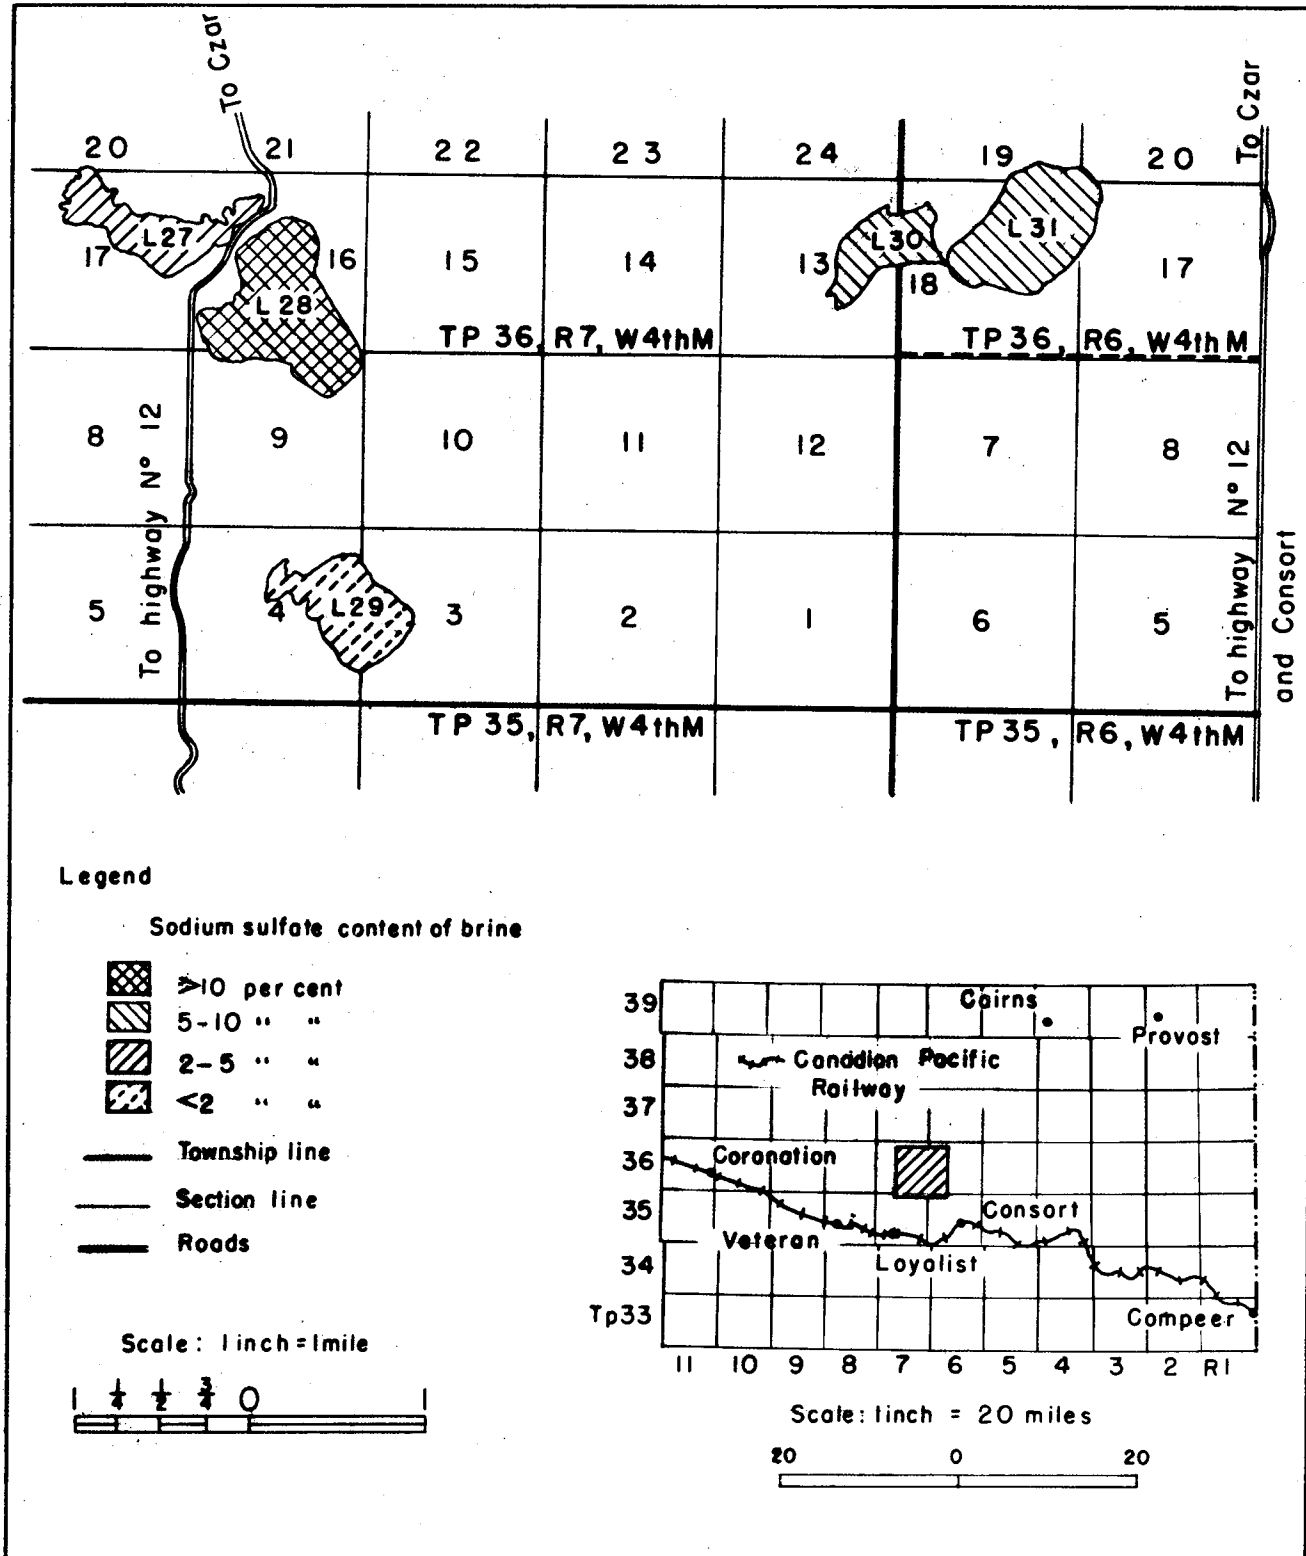 To Czar
To Czar
20 21 22 23 24 19 20
L27 L30 L31
17 16 15 14 13 18 17
L28
TP 36, R7, W4thM TP 36, R6, W4th M
8 9 10 11 12 7 8
To highway N° 12
To highway N° 12
and Consort
5 4 L29 3 2 1 6 5
TP 35, R7, W4thM TP 35, R6, W4thM
Legend
Sodium sulfate content of brine
≥10 per cent
5-10 " "
2-5 " "
<2 " "
Township line
Section line
Roads
Scale: 1 inch = 1mile
1 1/4 1/2 3/4 0 1
39 Cairns
Provost
38 Canadian Pacific
Railway
37
36 Coronation
35 Consort
Veteran
34 Loyalist
Tp33 Compeer
11 10 9 8 7 6 5 4 3 2 R1
Scale: 1inch = 20 miles
20 0 20